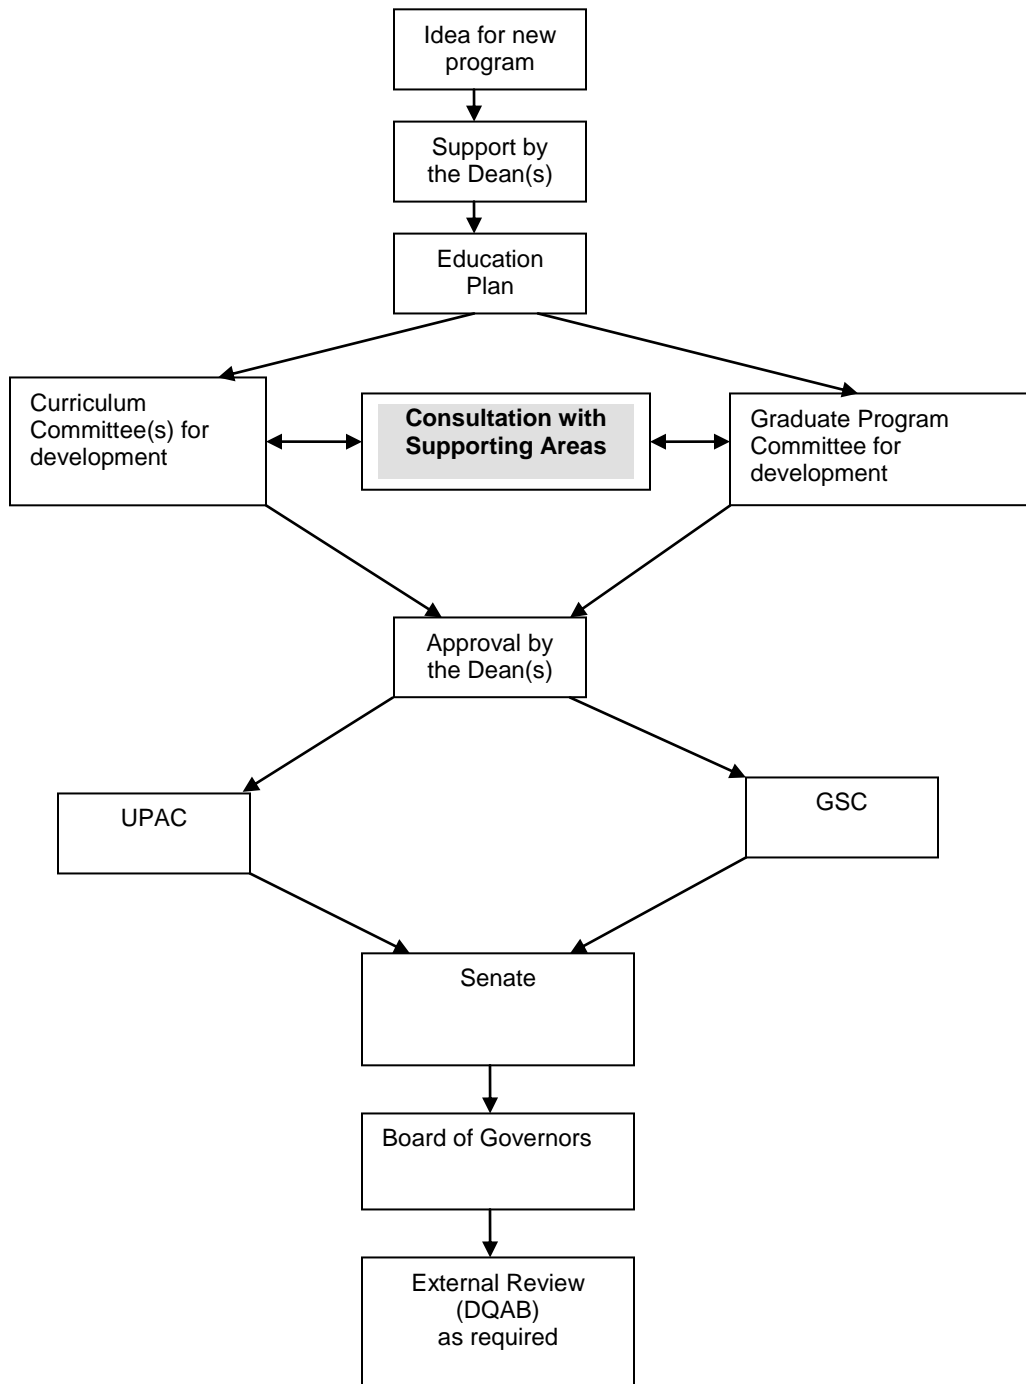 Idea for new
program
Support by
the Dean(s)
Education
Plan
Curriculum
Committee(s) for
development
Consultation with
Supporting Areas
Graduate Program
Committee for
development
Approval by
the Dean(s)
UPAC
GSC
Senate
Board of Governors
External Review
(DQAB)
as required